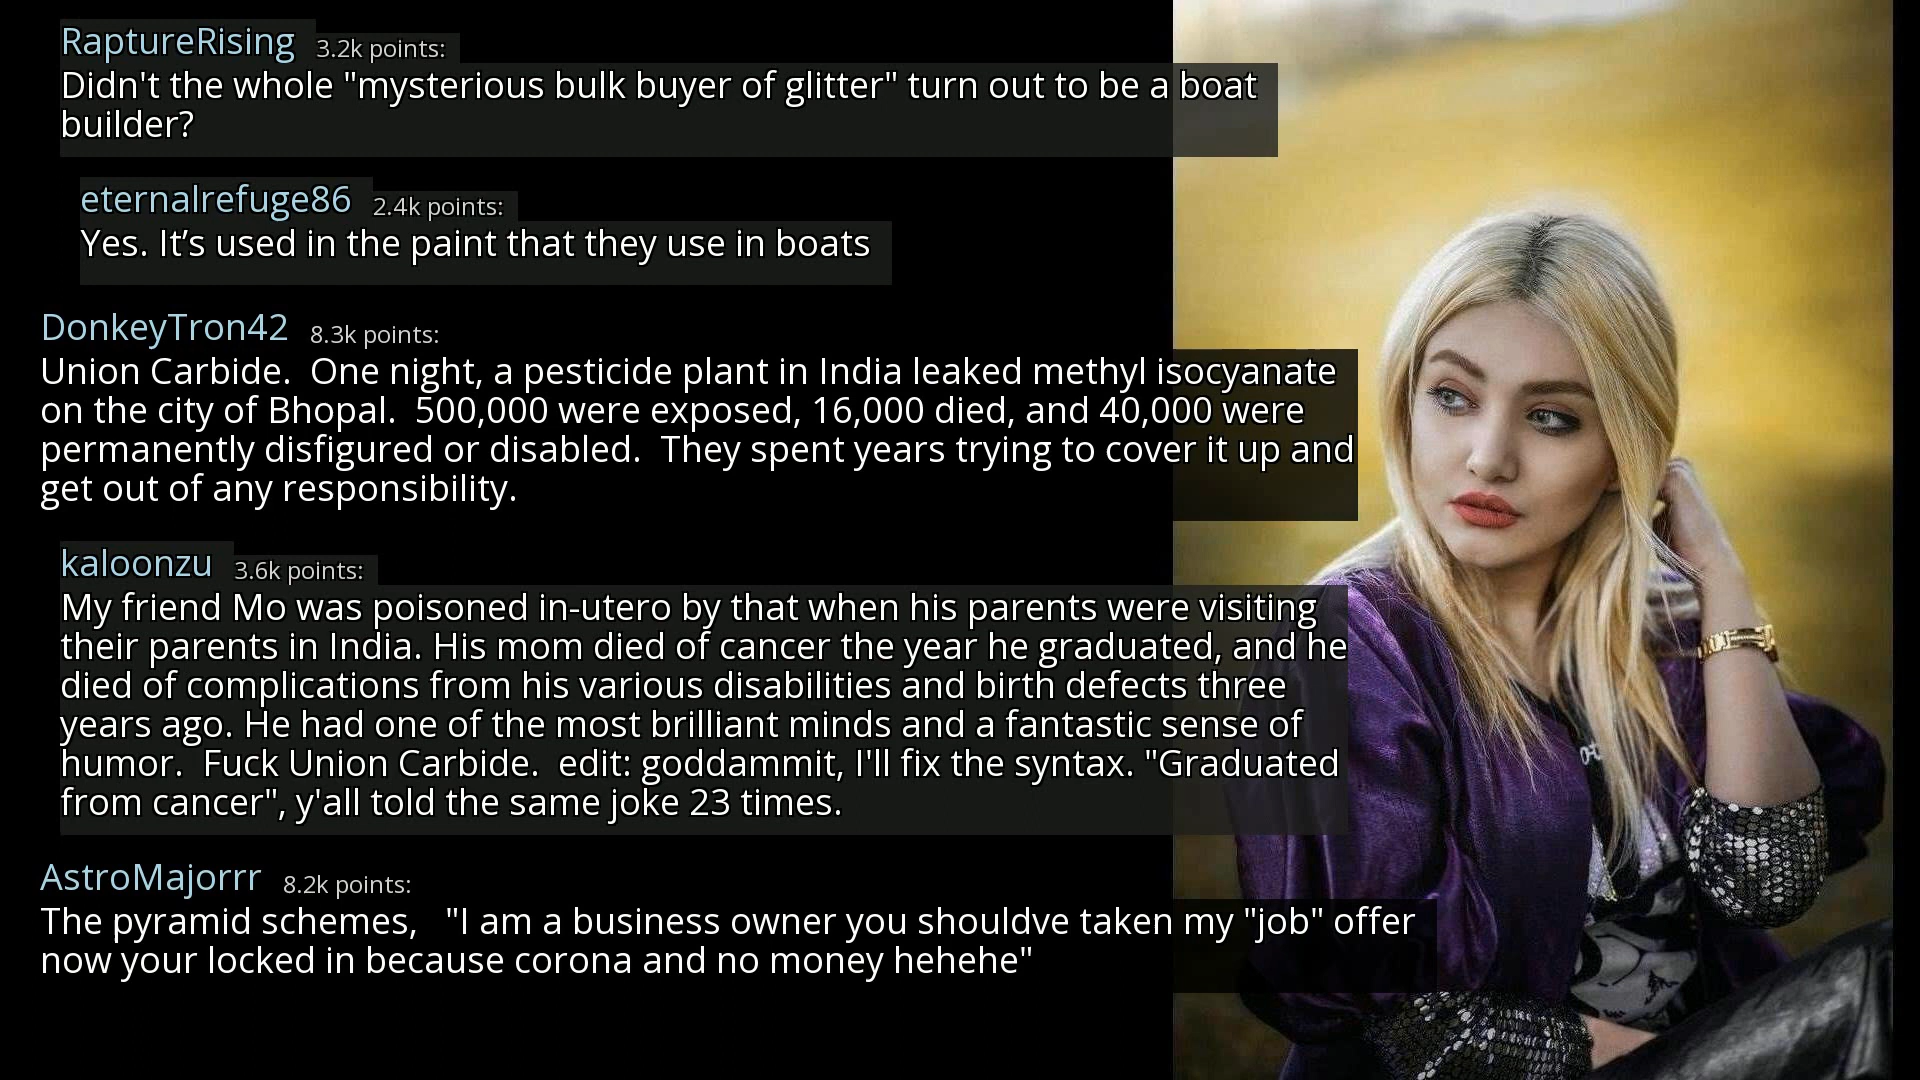 RaptureRising 3.2k points:
Didn't the whole "mysterious bulk buyer of glitter" turn out to be a boat
builder?
eternalrefuge86 2.4k points:
Yes. It’s used in the paint that they use in boats
DonkeyTron42 8.3k points:
Union Carbide.  One night, a pesticide plant in India leaked methyl isocyanate
on the city of Bhopal.  500,000 were exposed, 16,000 died, and 40,000 were
permanently disfigured or disabled.  They spent years trying to cover it up and
get out of any responsibility.
kaloonzu 3.6k points:
My friend Mo was poisoned in-utero by that when his parents were visiting
their parents in India. His mom died of cancer the year he graduated, and he
died of complications from his various disabilities and birth defects three
years ago. He had one of the most brilliant minds and a fantastic sense of
humor.  Fuck Union Carbide.  edit: goddammit, I'll fix the syntax. "Graduated
from cancer", y'all told the same joke 23 times.
AstroMajorrr 8.2k points:
The pyramid schemes,   "I am a business owner you shouldve taken my "job" offer
now your locked in because corona and no money hehehe"